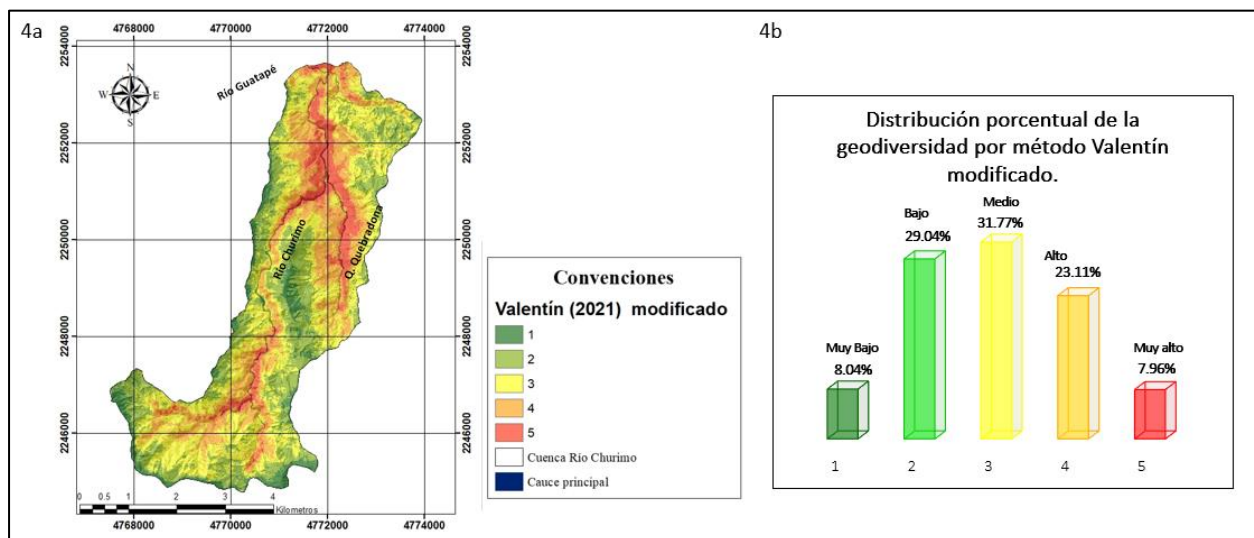 4a
4768000 4770000 4772000 4774000
2254000
2254000
N
W E
S
Río Guatapé
2252000
2252000
2250000
2250000
Río Churimo
Q. Quebradona
2248000
2248000
2246000
2246000
0 0.5 1 2 3 4
Kilometros
4768000 4770000 4772000 4774000
Convenciones
Valentín (2021) modificado
1
2
3
4
5
Cuenca Río Churimo
Cauce principal
4b
Distribución porcentual de la
geodiversidad por método Valentín
modificado.
Muy Bajo
8.04%
Bajo
29.04%
Medio
31.77%
Alto
23.11%
Muy alto
7.96%
1 2 3 4 5